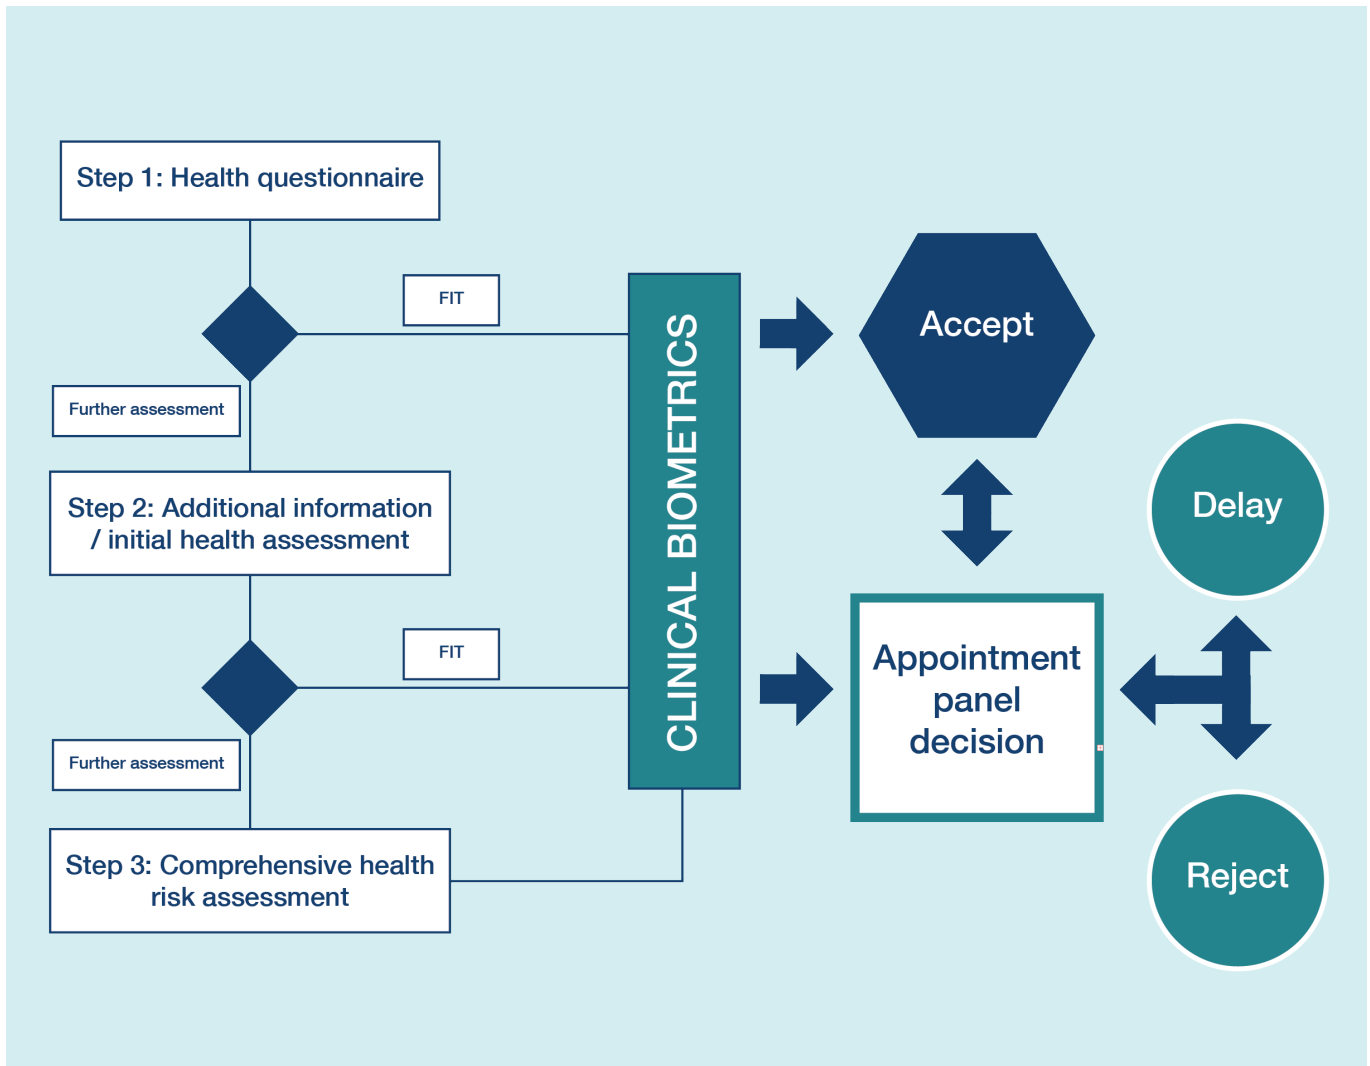 Step 1: Health questionnaire
FIT
Further assessment
Step 2: Additional information
/ initial health assessment
FIT
Further assessment
Step 3: Comprehensive health
risk assessment
CLINICAL BIOMETRICS
Accept
Appointment
panel
decision
Delay
Reject